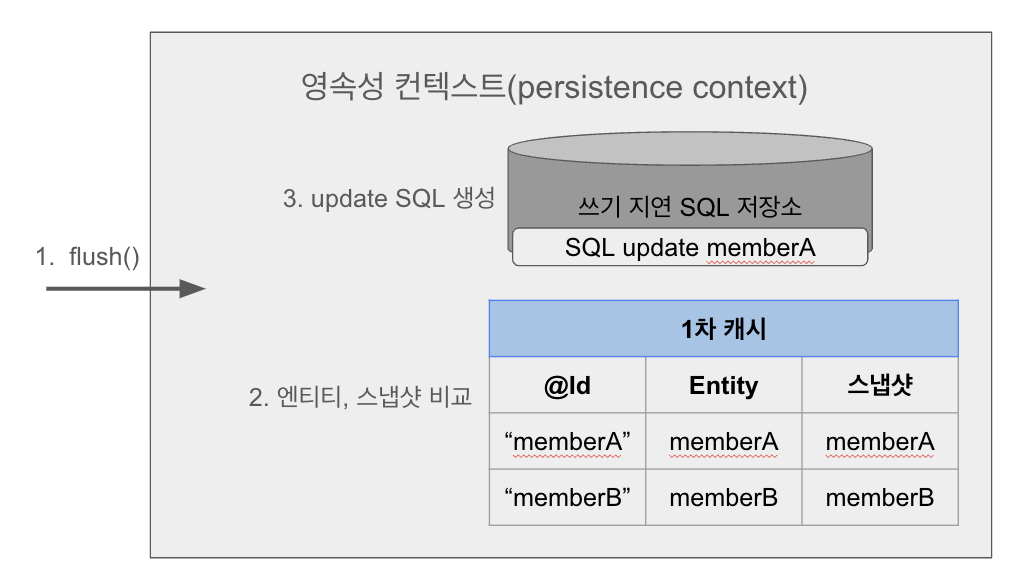 영속성 컨텍스트(persistence context)
3. update SQL 생성
쓰기 지연 SQL 저장소
SQL update memberA
1. flush()
2. 엔티티, 스냅샷 비교
1차 캐시
@Id Entity 스냅샷
“memberA” memberA memberA
“memberB” memberB memberB